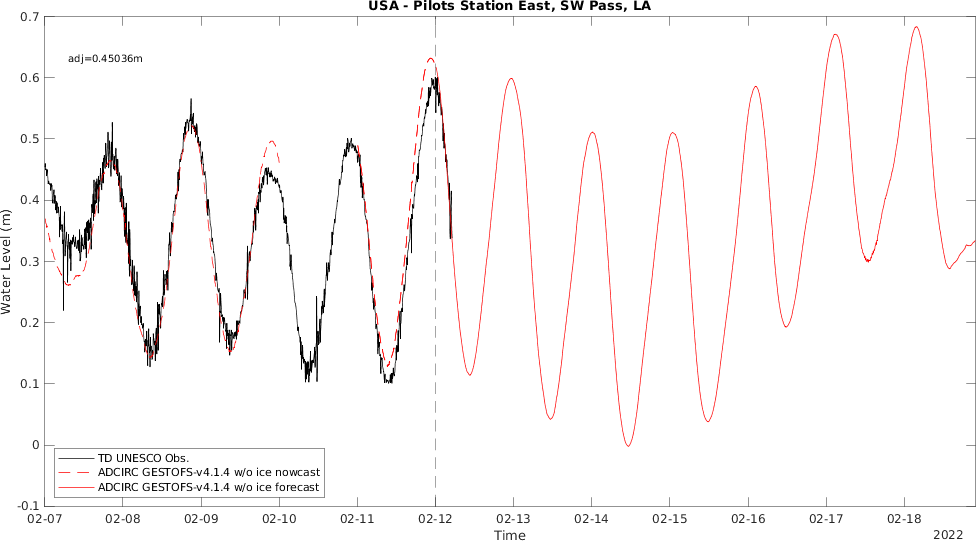 USA - Pilots Station East, SW Pass, LA
0.7
adj=0.45036m
0.6
0.5
0.4
0.3
0.2
0.1
0
-0.1
Water Level (m)
TD UNESCO Obs.
ADCIRC GESTOFS-v4.1.4 w/o ice nowcast
ADCIRC GESTOFS-v4.1.4 w/o ice forecast
02-07 02-08 02-09 02-10 02-11 02-12 02-13 02-14 02-15 02-16 02-17 02-18
Time
2022